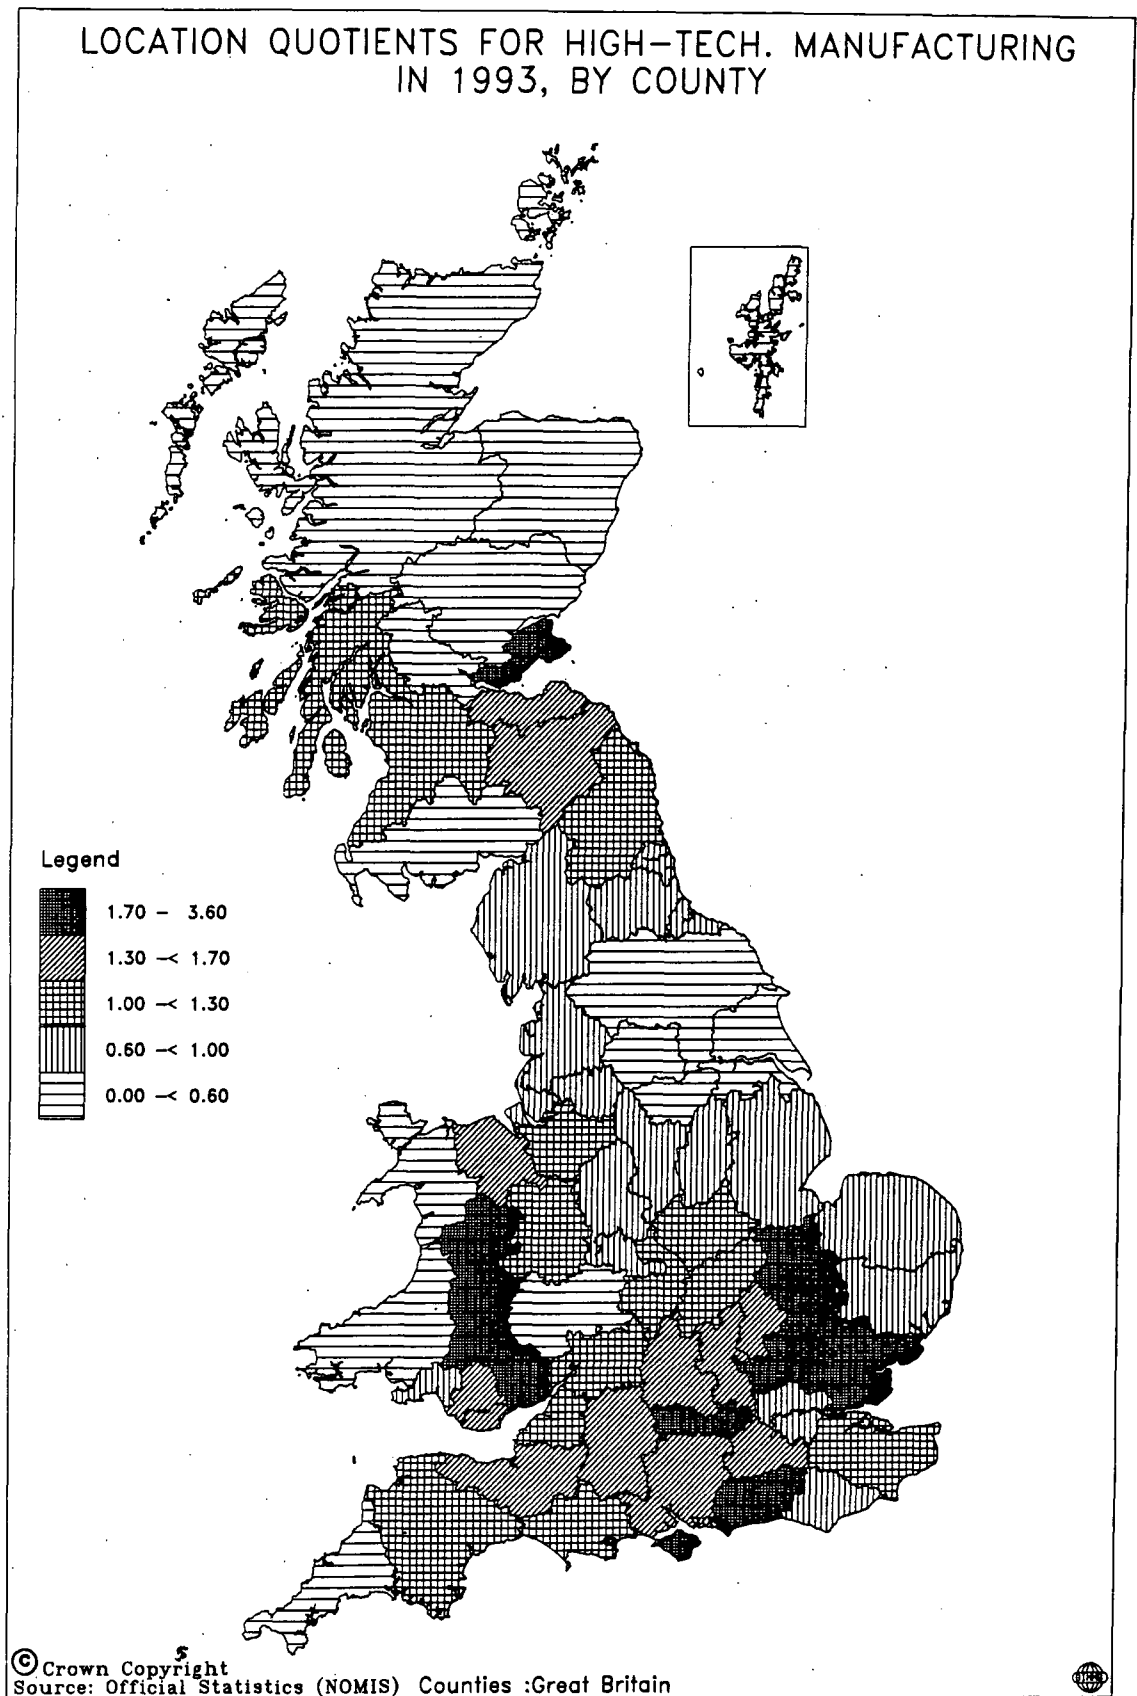 LOCATION QUOTIENTS FOR HIGH-TECH. MANUFACTURING
IN 1993, BY COUNTY
Legend
1.70 - 3.60
1.30 -< 1.70
1.00 -< 1.30
0.60 -< 1.00
0.00 -< 0.60
© Crown Copyright
Source: Official Statistics (NOMIS) Counties :Great Britain